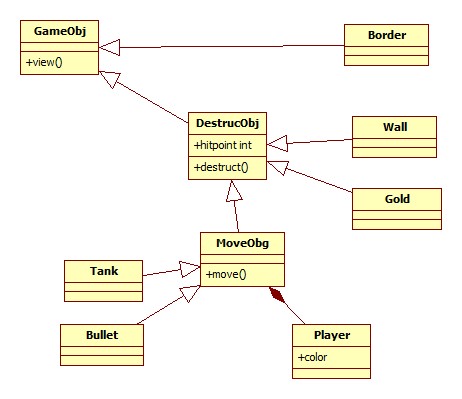 GameObj
+view()
Border
DestrucObj
+hitpoint int
+destruct()
Wall
Gold
MoveObg
+move()
Tank
Bullet
Player
+color